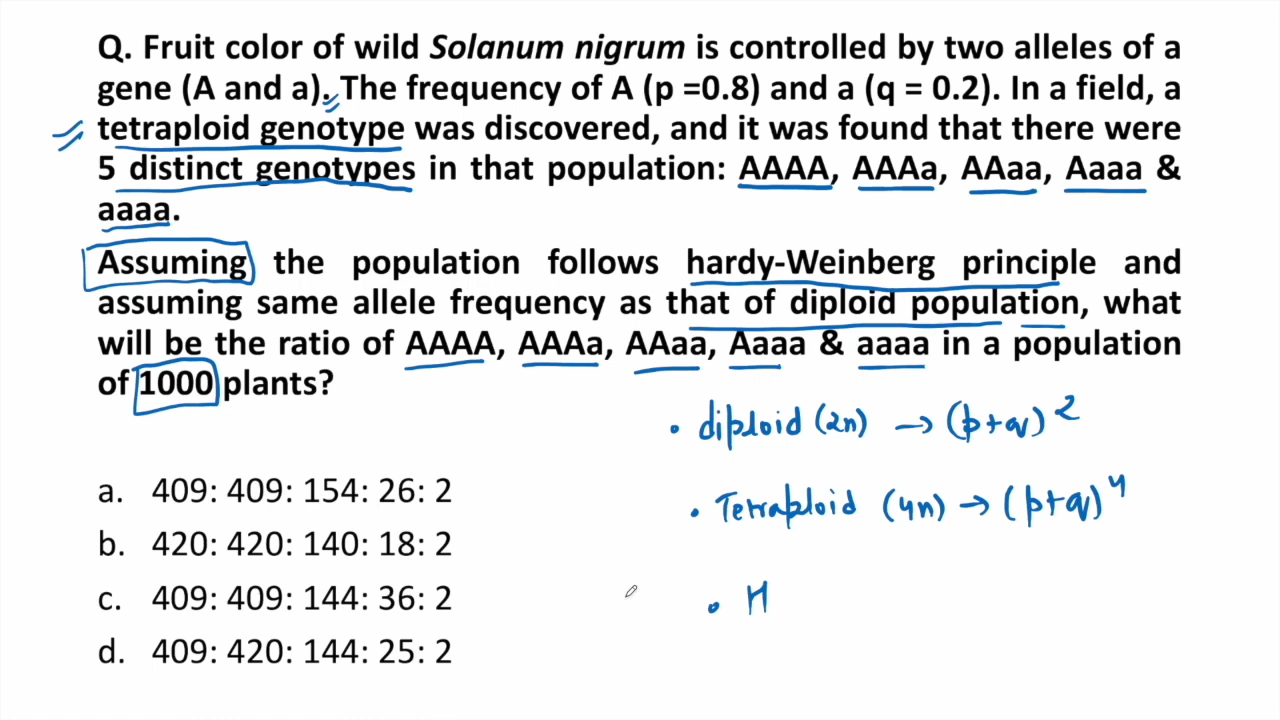 Q. Fruit color of wild Solanum nigrum is controlled by two alleles of a
gene (A and a). The frequency of A (p =0.8) and a (q = 0.2). In a field, a
tetraploid genotype was discovered, and it was found that there were
5 distinct genotypes in that population: AAAA, AAAa, AAaa, Aaaa &
aaaa.
Assuming the population follows hardy-Weinberg principle and
assuming same allele frequency as that of diploid population, what
will be the ratio of AAAA, AAAa, AAaa, Aaaa & aaaa in a population
of 1000 plants?
• diploid (2n) → (p+q)²
a. 409: 409: 154: 26: 2
• Tetraploid (4n) → (p+q)⁴
b. 420: 420: 140: 18: 2
c. 409: 409: 144: 36: 2
• H
d. 409: 420: 144: 25: 2